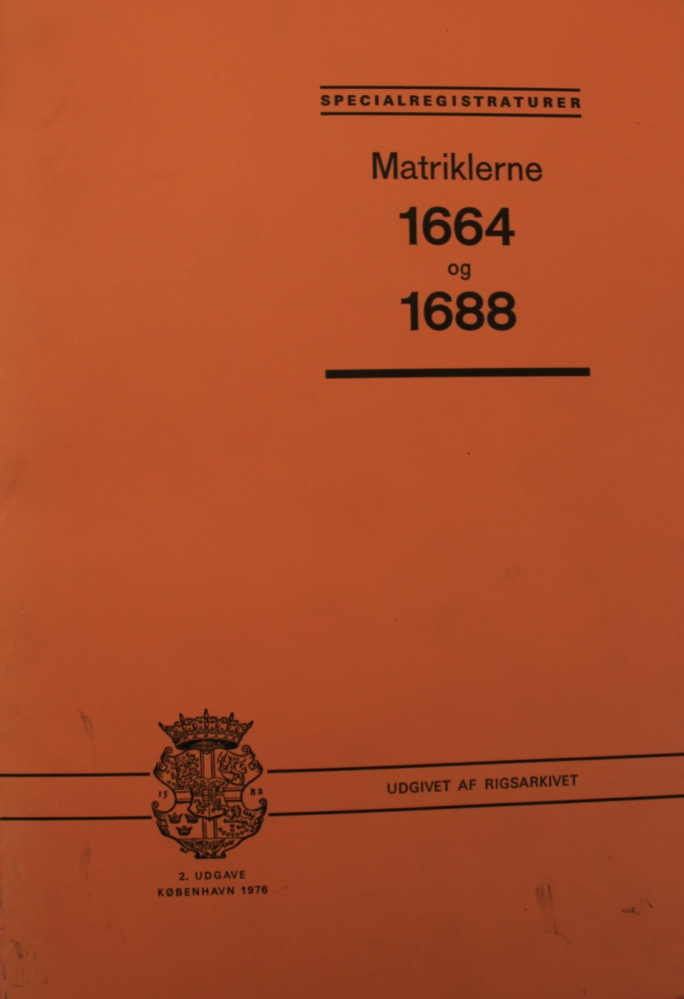 SPECIALREGISTRATURER
Matriklerne
1664
og
1688
15 82
UDGIVET AF RIGSARKIVET
2. UDGAVE
KØBENHAVN 1976